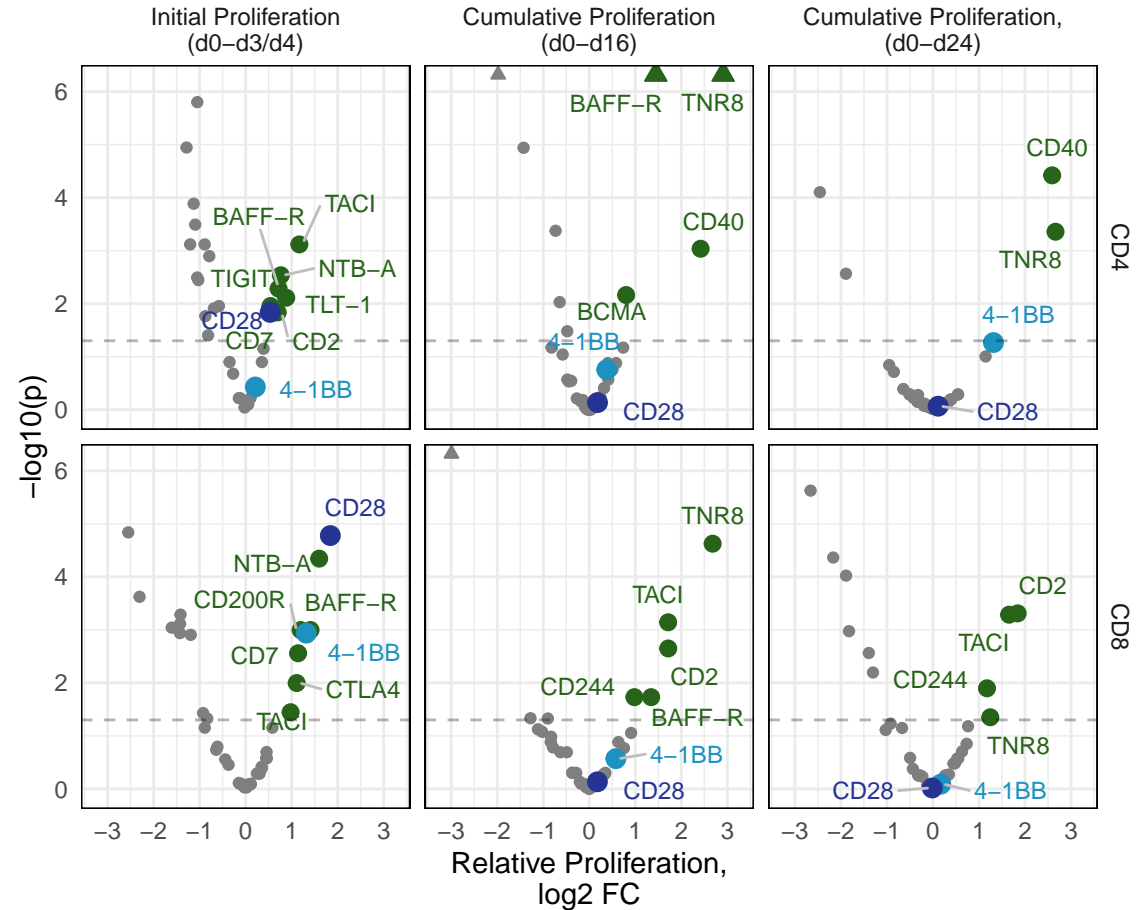 Initial Proliferation
(d0−d3/d4)
Cumulative Proliferation
(d0−d16)
Cumulative Proliferation,
(d0−d24)
6
4
2
0
BAFF−R
TACI
TIGIT
NTB−A
TLT−1
CD28
CD7
CD2
4−1BB
BAFF−R
TNR8
CD40
BCMA
4−1BB
CD28
CD40
TNR8
4−1BB
CD28
CD4
−log10(p)
6
4
2
0
CD28
NTB−A
CD200R
BAFF−R
4−1BB
CD7
CTLA4
TACI
TNR8
TACI
CD2
CD244
BAFF−R
4−1BB
CD28
CD2
TACI
CD244
TNR8
CD28
4−1BB
CD8
−3 −2 −1 0 1 2 3
−3 −2 −1 0 1 2 3
−3 −2 −1 0 1 2 3
Relative Proliferation,
log2 FC